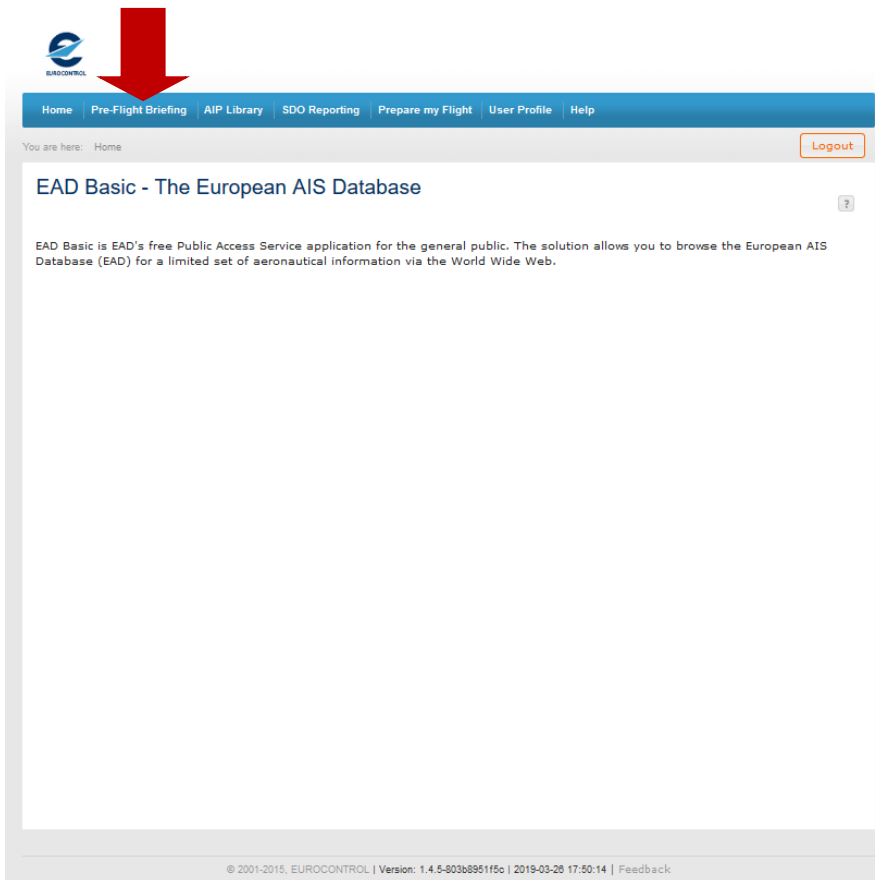 EUROCONTROL
Home Pre-Flight Briefing AIP Library SDO Reporting Prepare my Flight User Profile Help
You are here: Home
Logout
EAD Basic - The European AIS Database
?
EAD Basic is EAD's free Public Access Service application for the general public. The solution allows you to browse the European AIS
Database (EAD) for a limited set of aeronautical information via the World Wide Web.
© 2001-2015, EUROCONTROL | Version: 1.4.5-803b8951f5c | 2019-03-26 17:50:14 | Feedback